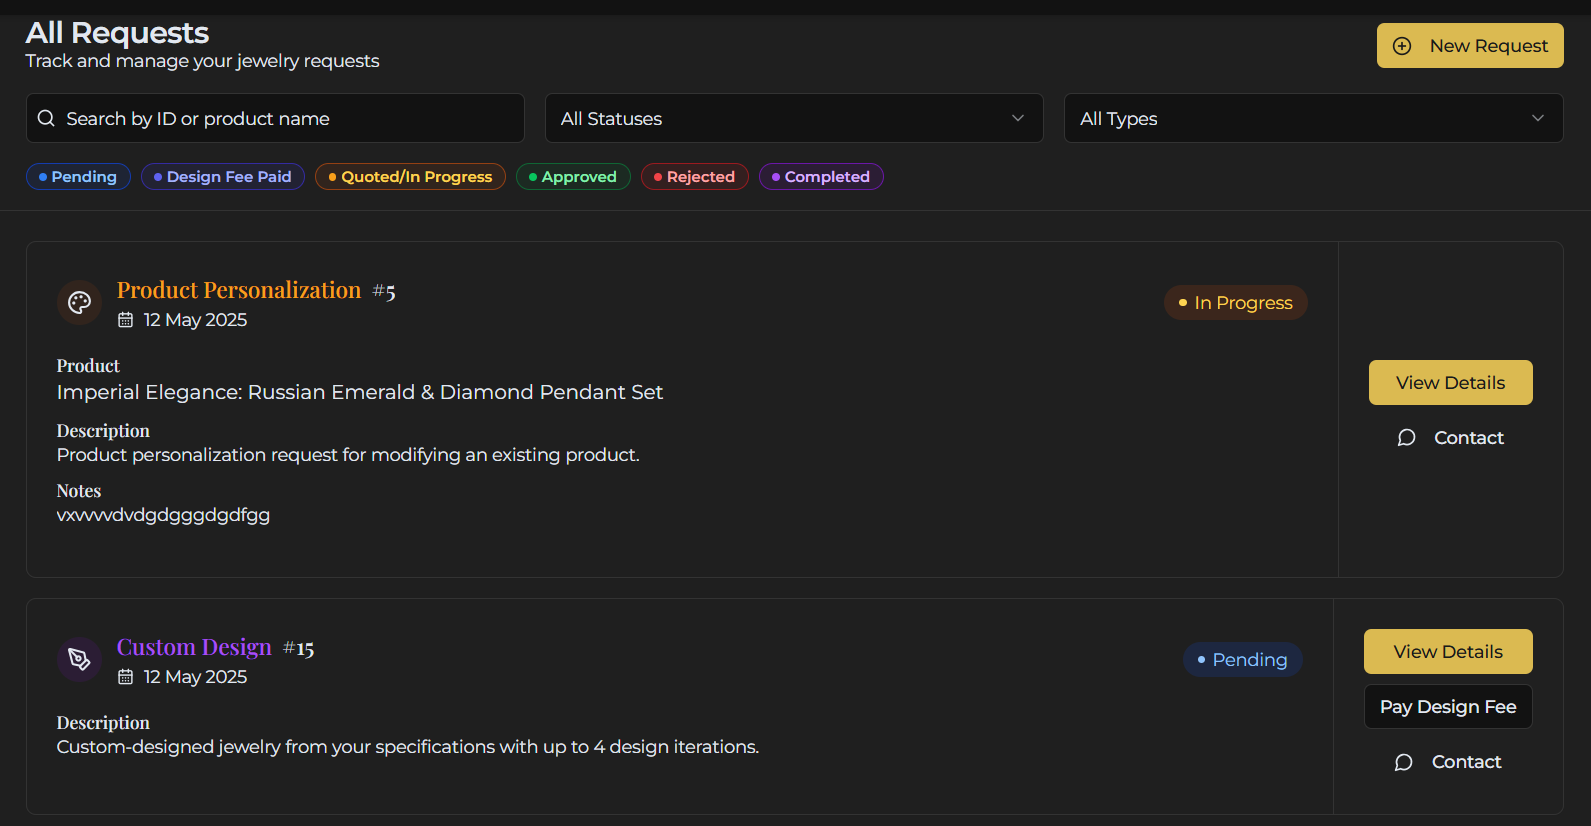 All Requests
Track and manage your jewelry requests
New Request
Search by ID or product name
All Statuses
All Types
Pending
Design Fee Paid
Quoted/In Progress
Approved
Rejected
Completed
Product Personalization #5
12 May 2025
In Progress
Product
Imperial Elegance: Russian Emerald & Diamond Pendant Set
Description
Product personalization request for modifying an existing product.
Notes
vxvvvvdvdgdgggdgdfgg
View Details
Contact
Custom Design #15
12 May 2025
Pending
Description
Custom-designed jewelry from your specifications with up to 4 design iterations.
View Details
Pay Design Fee
Contact